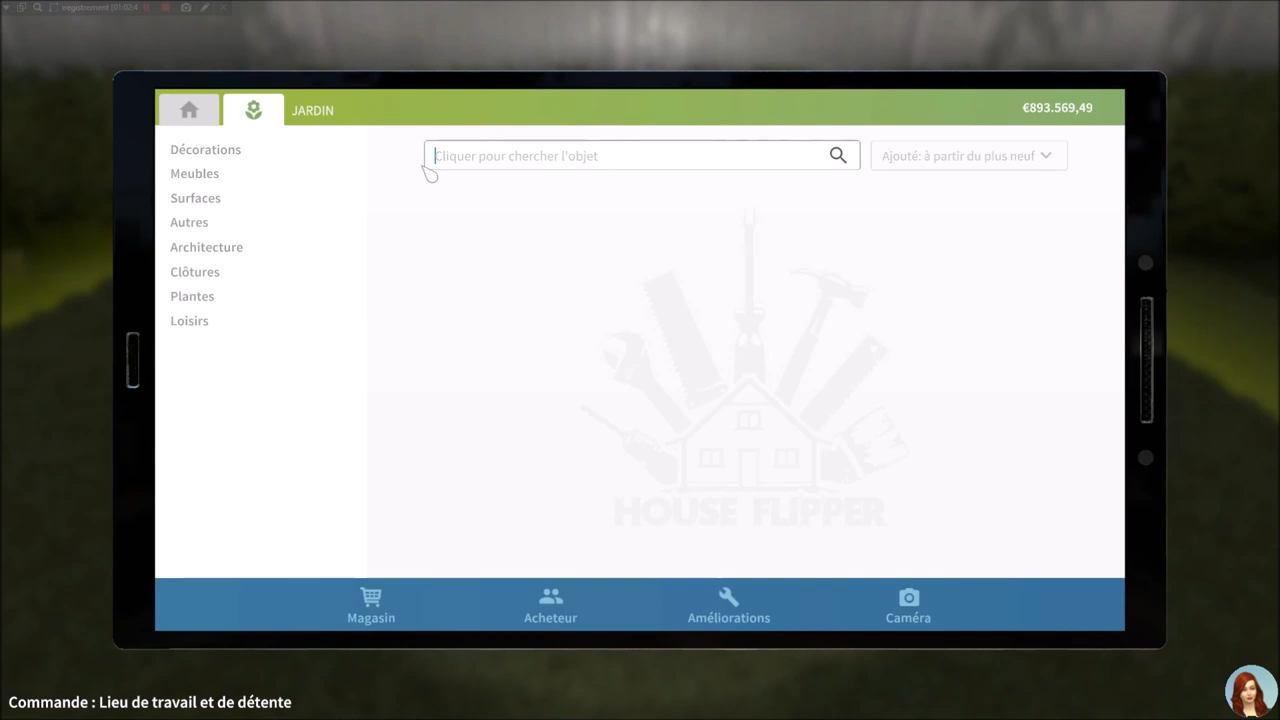 JARDIN
€893.569,49
Cliquer pour chercher l'objet
Ajouté: à partir du plus neuf
Décorations
Meubles
Surfaces
Autres
Architecture
Clôtures
Plantes
Loisirs
HOUSE FLIPPER
Magasin
Acheteur
Améliorations
Caméra
Commande : Lieu de travail et de détente